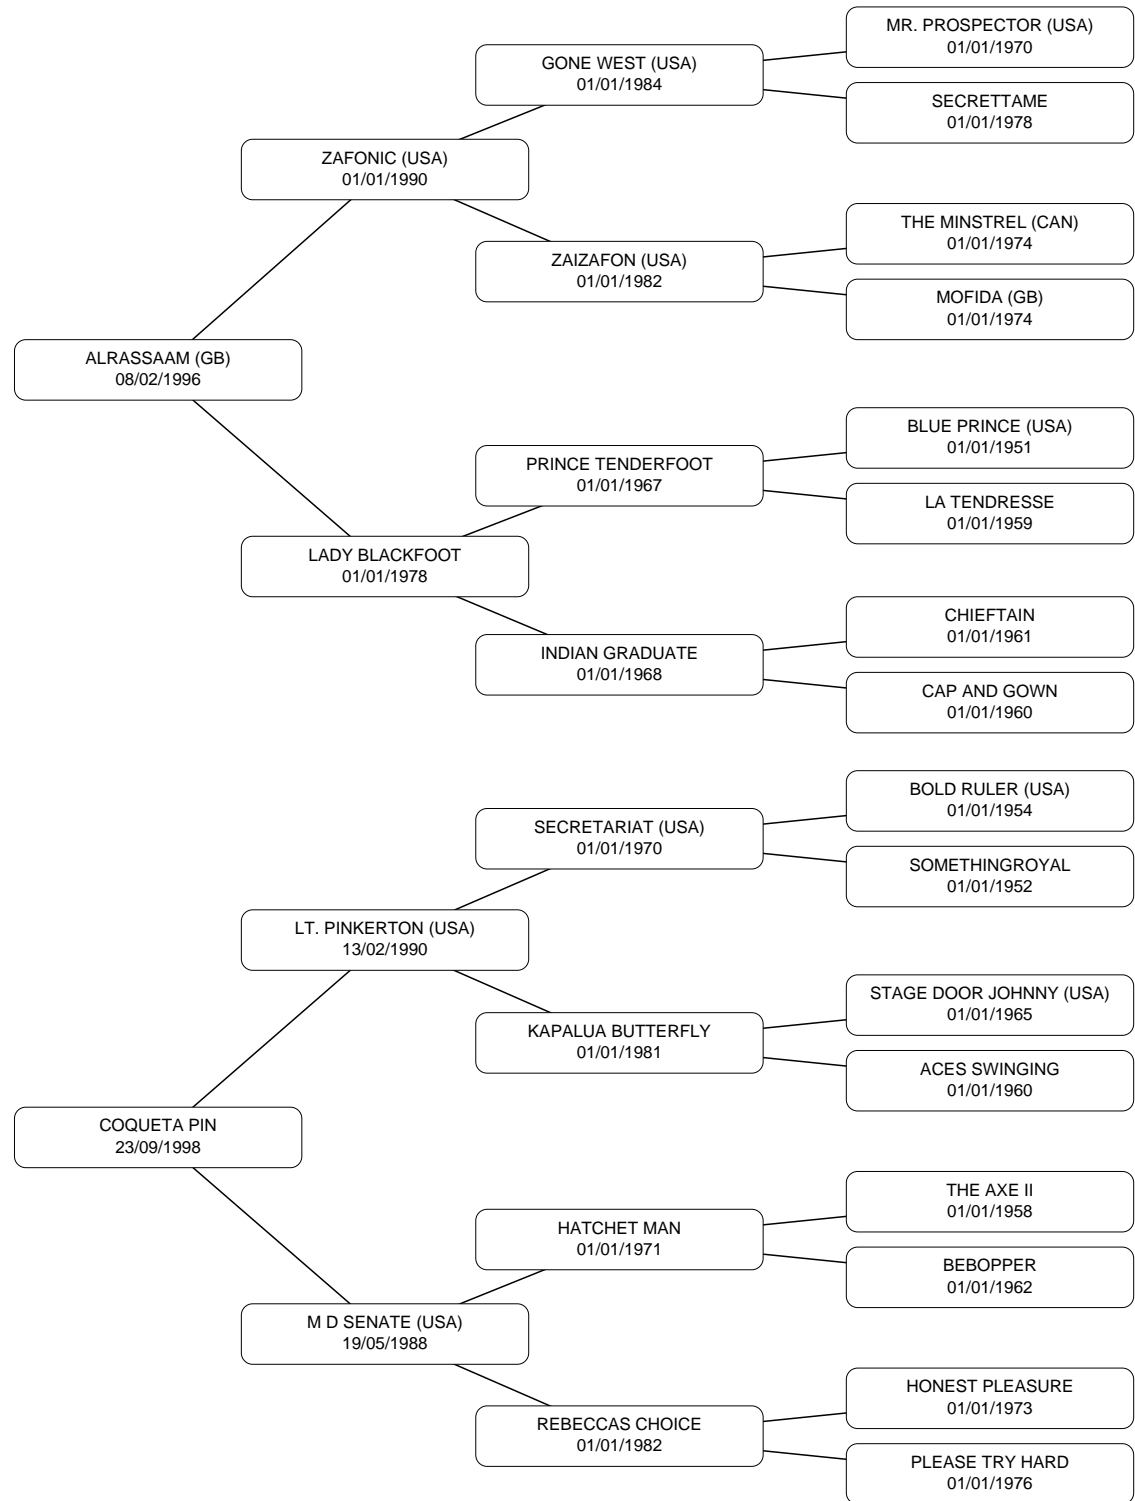 MR. PROSPECTOR (USA)
01/01/1970
GONE WEST (USA)
01/01/1984
SECRETTAME
01/01/1978
ZAFONIC (USA)
01/01/1990
THE MINSTREL (CAN)
01/01/1974
ZAIZAFON (USA)
01/01/1982
MOFIDA (GB)
01/01/1974
ALRASSAAM (GB)
08/02/1996
BLUE PRINCE (USA)
01/01/1951
PRINCE TENDERFOOT
01/01/1967
LA TENDRESSE
01/01/1959
LADY BLACKFOOT
01/01/1978
CHIEFTAIN
01/01/1961
INDIAN GRADUATE
01/01/1968
CAP AND GOWN
01/01/1960
BOLD RULER (USA)
01/01/1954
SECRETARIAT (USA)
01/01/1970
SOMETHINGROYAL
01/01/1952
LT. PINKERTON (USA)
13/02/1990
STAGE DOOR JOHNNY (USA)
01/01/1965
KAPALUA BUTTERFLY
01/01/1981
ACES SWINGING
01/01/1960
COQUETA PIN
23/09/1998
THE AXE II
01/01/1958
HATCHET MAN
01/01/1971
BEBOPPER
01/01/1962
M D SENATE (USA)
19/05/1988
HONEST PLEASURE
01/01/1973
REBECCAS CHOICE
01/01/1982
PLEASE TRY HARD
01/01/1976